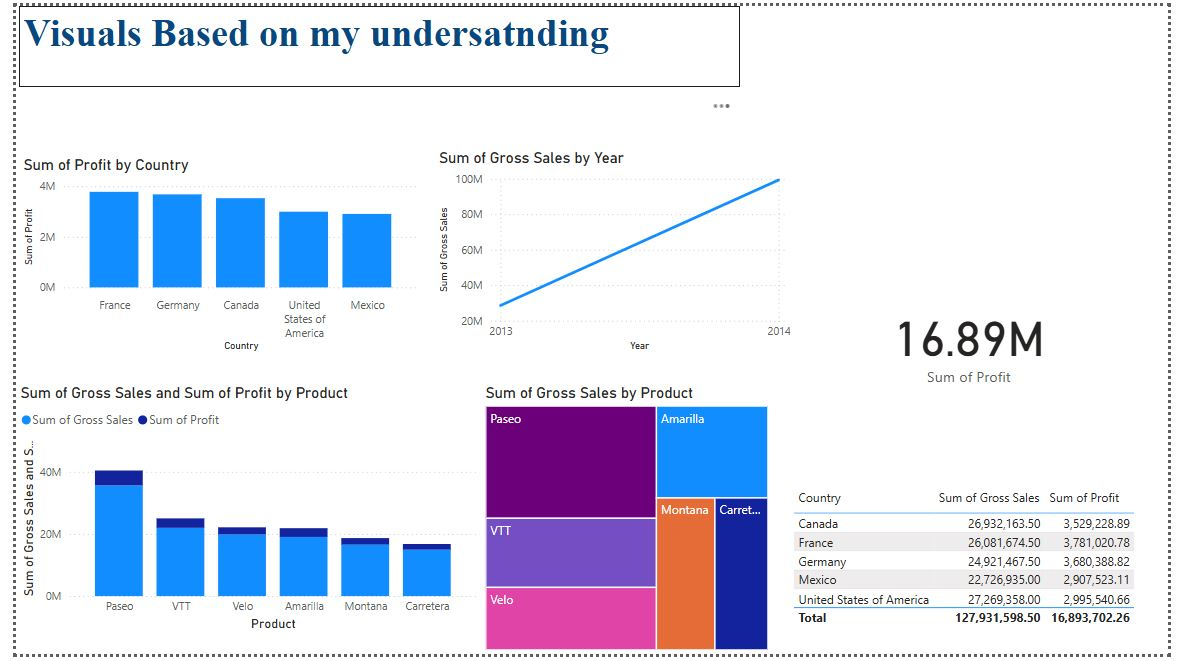 Visuals Based on my undersatnding
Sum of Profit by Country
4M
2M
0M
Sum of Profit
France
Germany
Canada
United
States of
America
Mexico
Country
Sum of Gross Sales by Year
100M
80M
60M
40M
20M
Sum of Gross Sales
2013
2014
Year
16.89M
Sum of Profit
Sum of Gross Sales and Sum of Profit by Product
Sum of Gross Sales Sum of Profit
Sum of Gross Sales and S...
40M
20M
0M
Paseo
VTT
Velo
Amarilla
Montana
Carretera
Product
Sum of Gross Sales by Product
Paseo
Amarilla
VTT
Montana
Carret...
Velo
Country Sum of Gross Sales Sum of Profit
Canada 26,932,163.50 3,529,228.89
France 26,081,674.50 3,781,020.78
Germany 24,921,467.50 3,680,388.82
Mexico 22,726,935.00 2,907,523.11
United States of America 27,269,358.00 2,995,540.66
Total 127,931,598.50 16,893,702.26